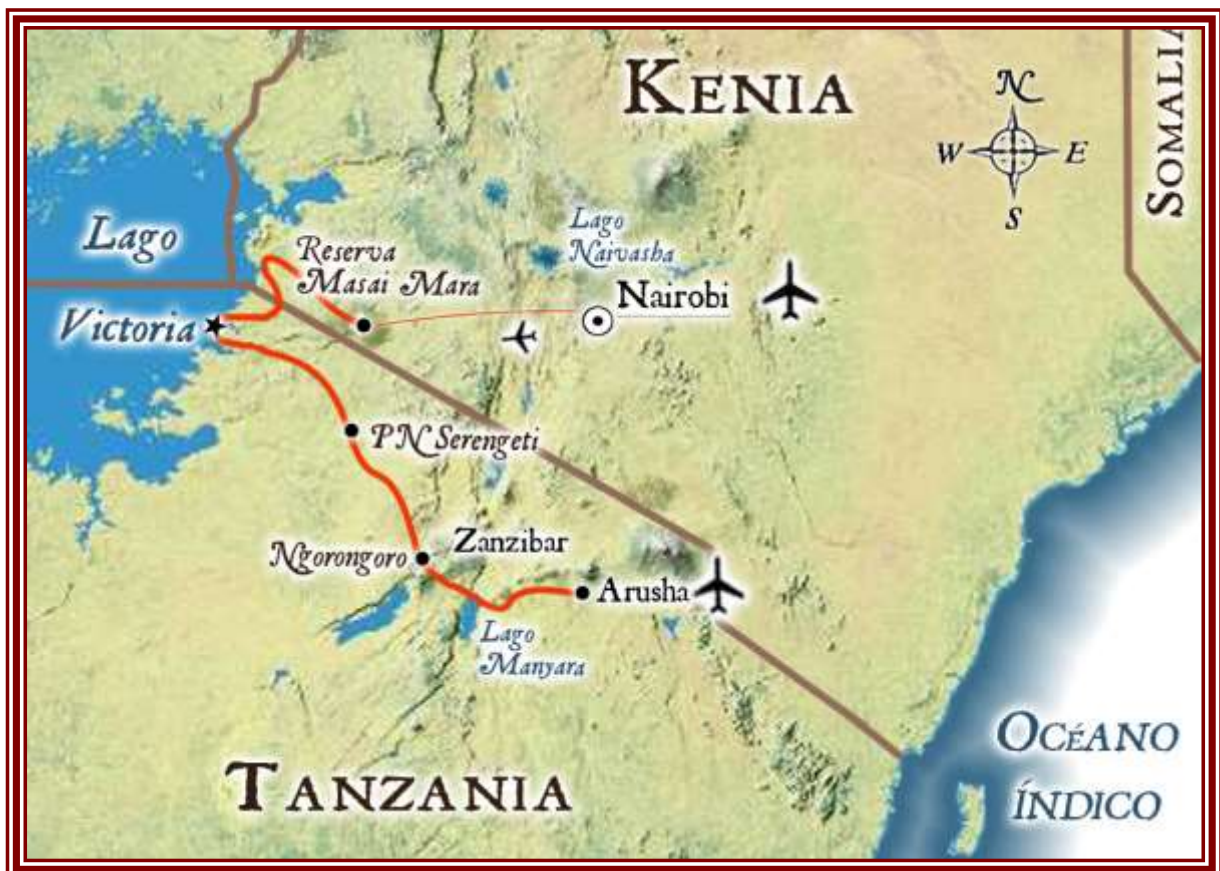 KENIA
SOMALIA
N
W E
S
Lago
Victoria
Reserva
Masai Mara
Lago
Naivasha
Nairobi
PN Serengeti
Ngorongoro
Zanzibar
Arusha
Lago
Manyara
TANZANIA
OCÉANO
ÍNDICO